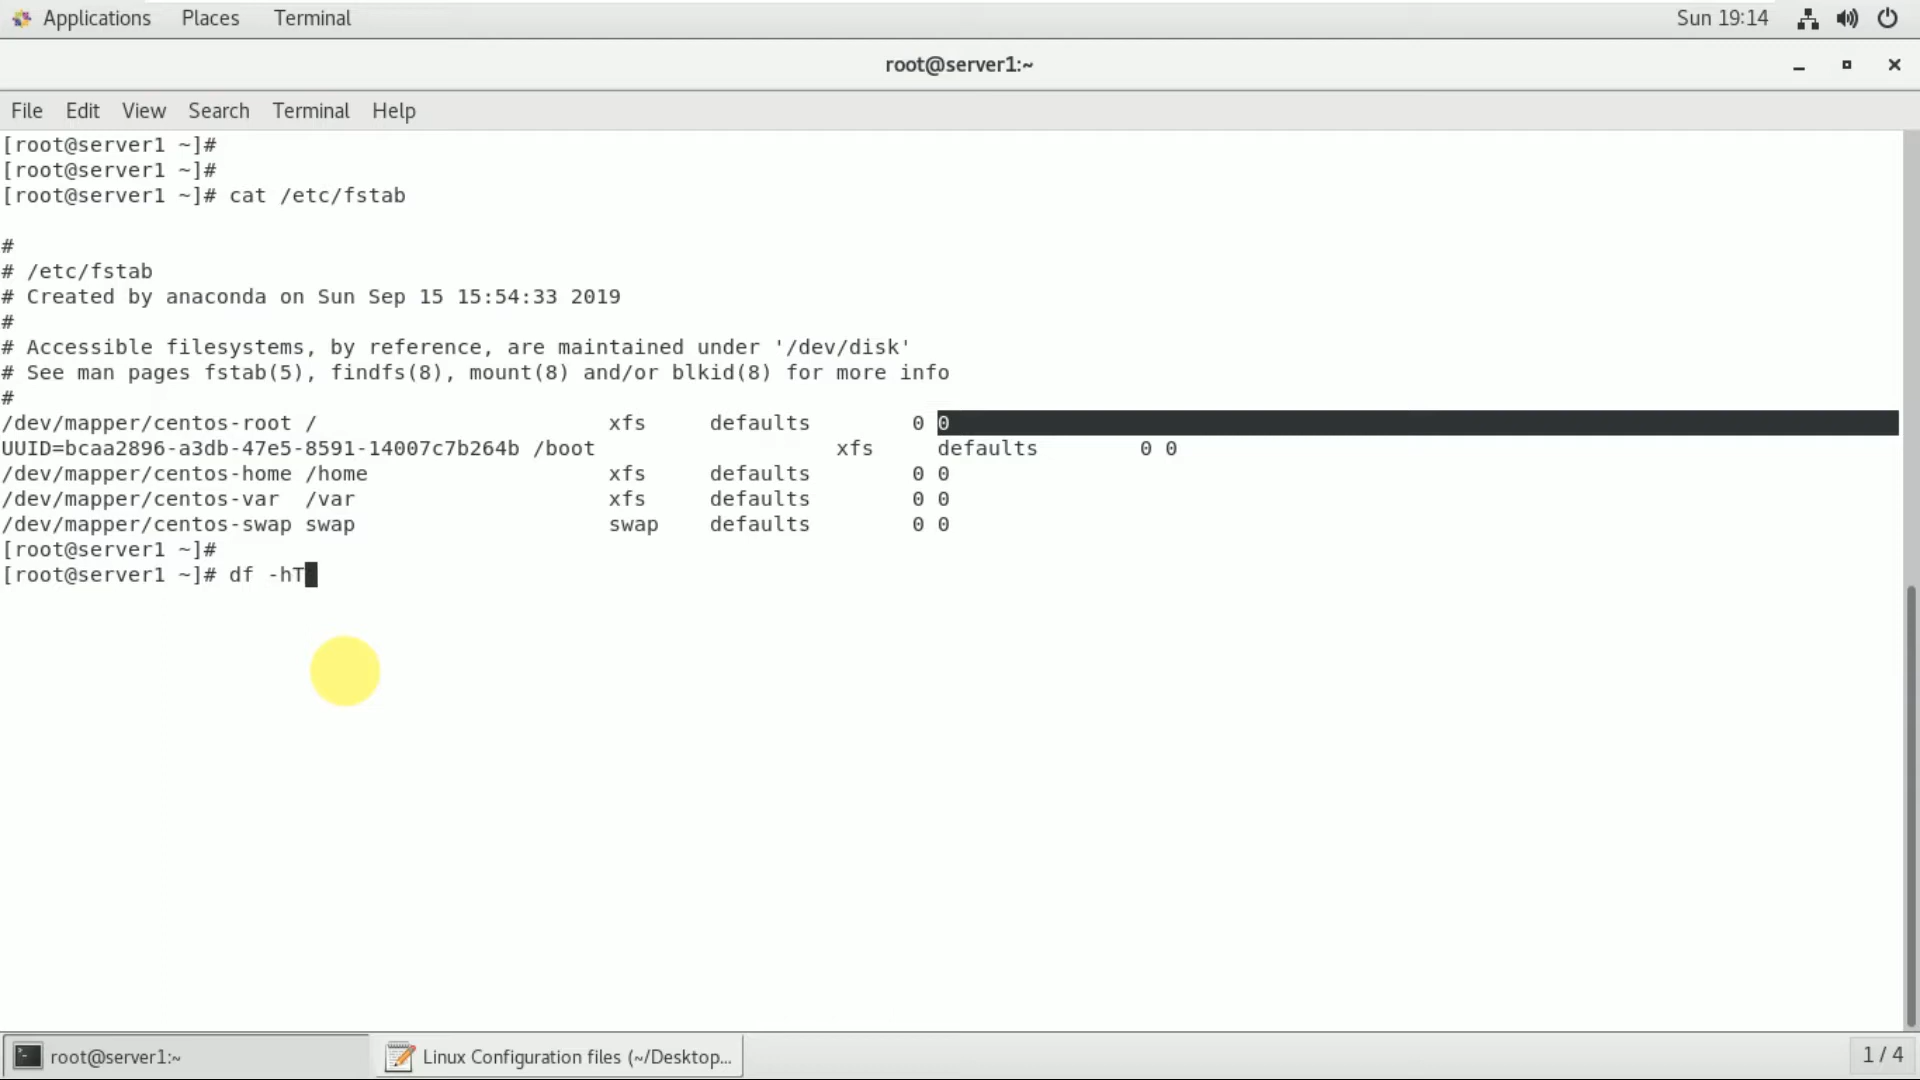 Applications Places Terminal Sun 19:14
root@server1:~
File Edit View Search Terminal Help
[root@server1 ~]#
[root@server1 ~]#
[root@server1 ~]# cat /etc/fstab
#
# /etc/fstab
# Created by anaconda on Sun Sep 15 15:54:33 2019
#
# Accessible filesystems, by reference, are maintained under '/dev/disk'
# See man pages fstab(5), findfs(8), mount(8) and/or blkid(8) for more info
#
/dev/mapper/centos-root / xfs defaults 0 0
UUID=bcaa2896-a3db-47e5-8591-14007c7b264b /boot xfs defaults 0 0
/dev/mapper/centos-home /home xfs defaults 0 0
/dev/mapper/centos-var /var xfs defaults 0 0
/dev/mapper/centos-swap swap swap defaults 0 0
[root@server1 ~]#
[root@server1 ~]# df -hT
root@server1:~ Linux Configuration files (~/Desktop... 1 / 4